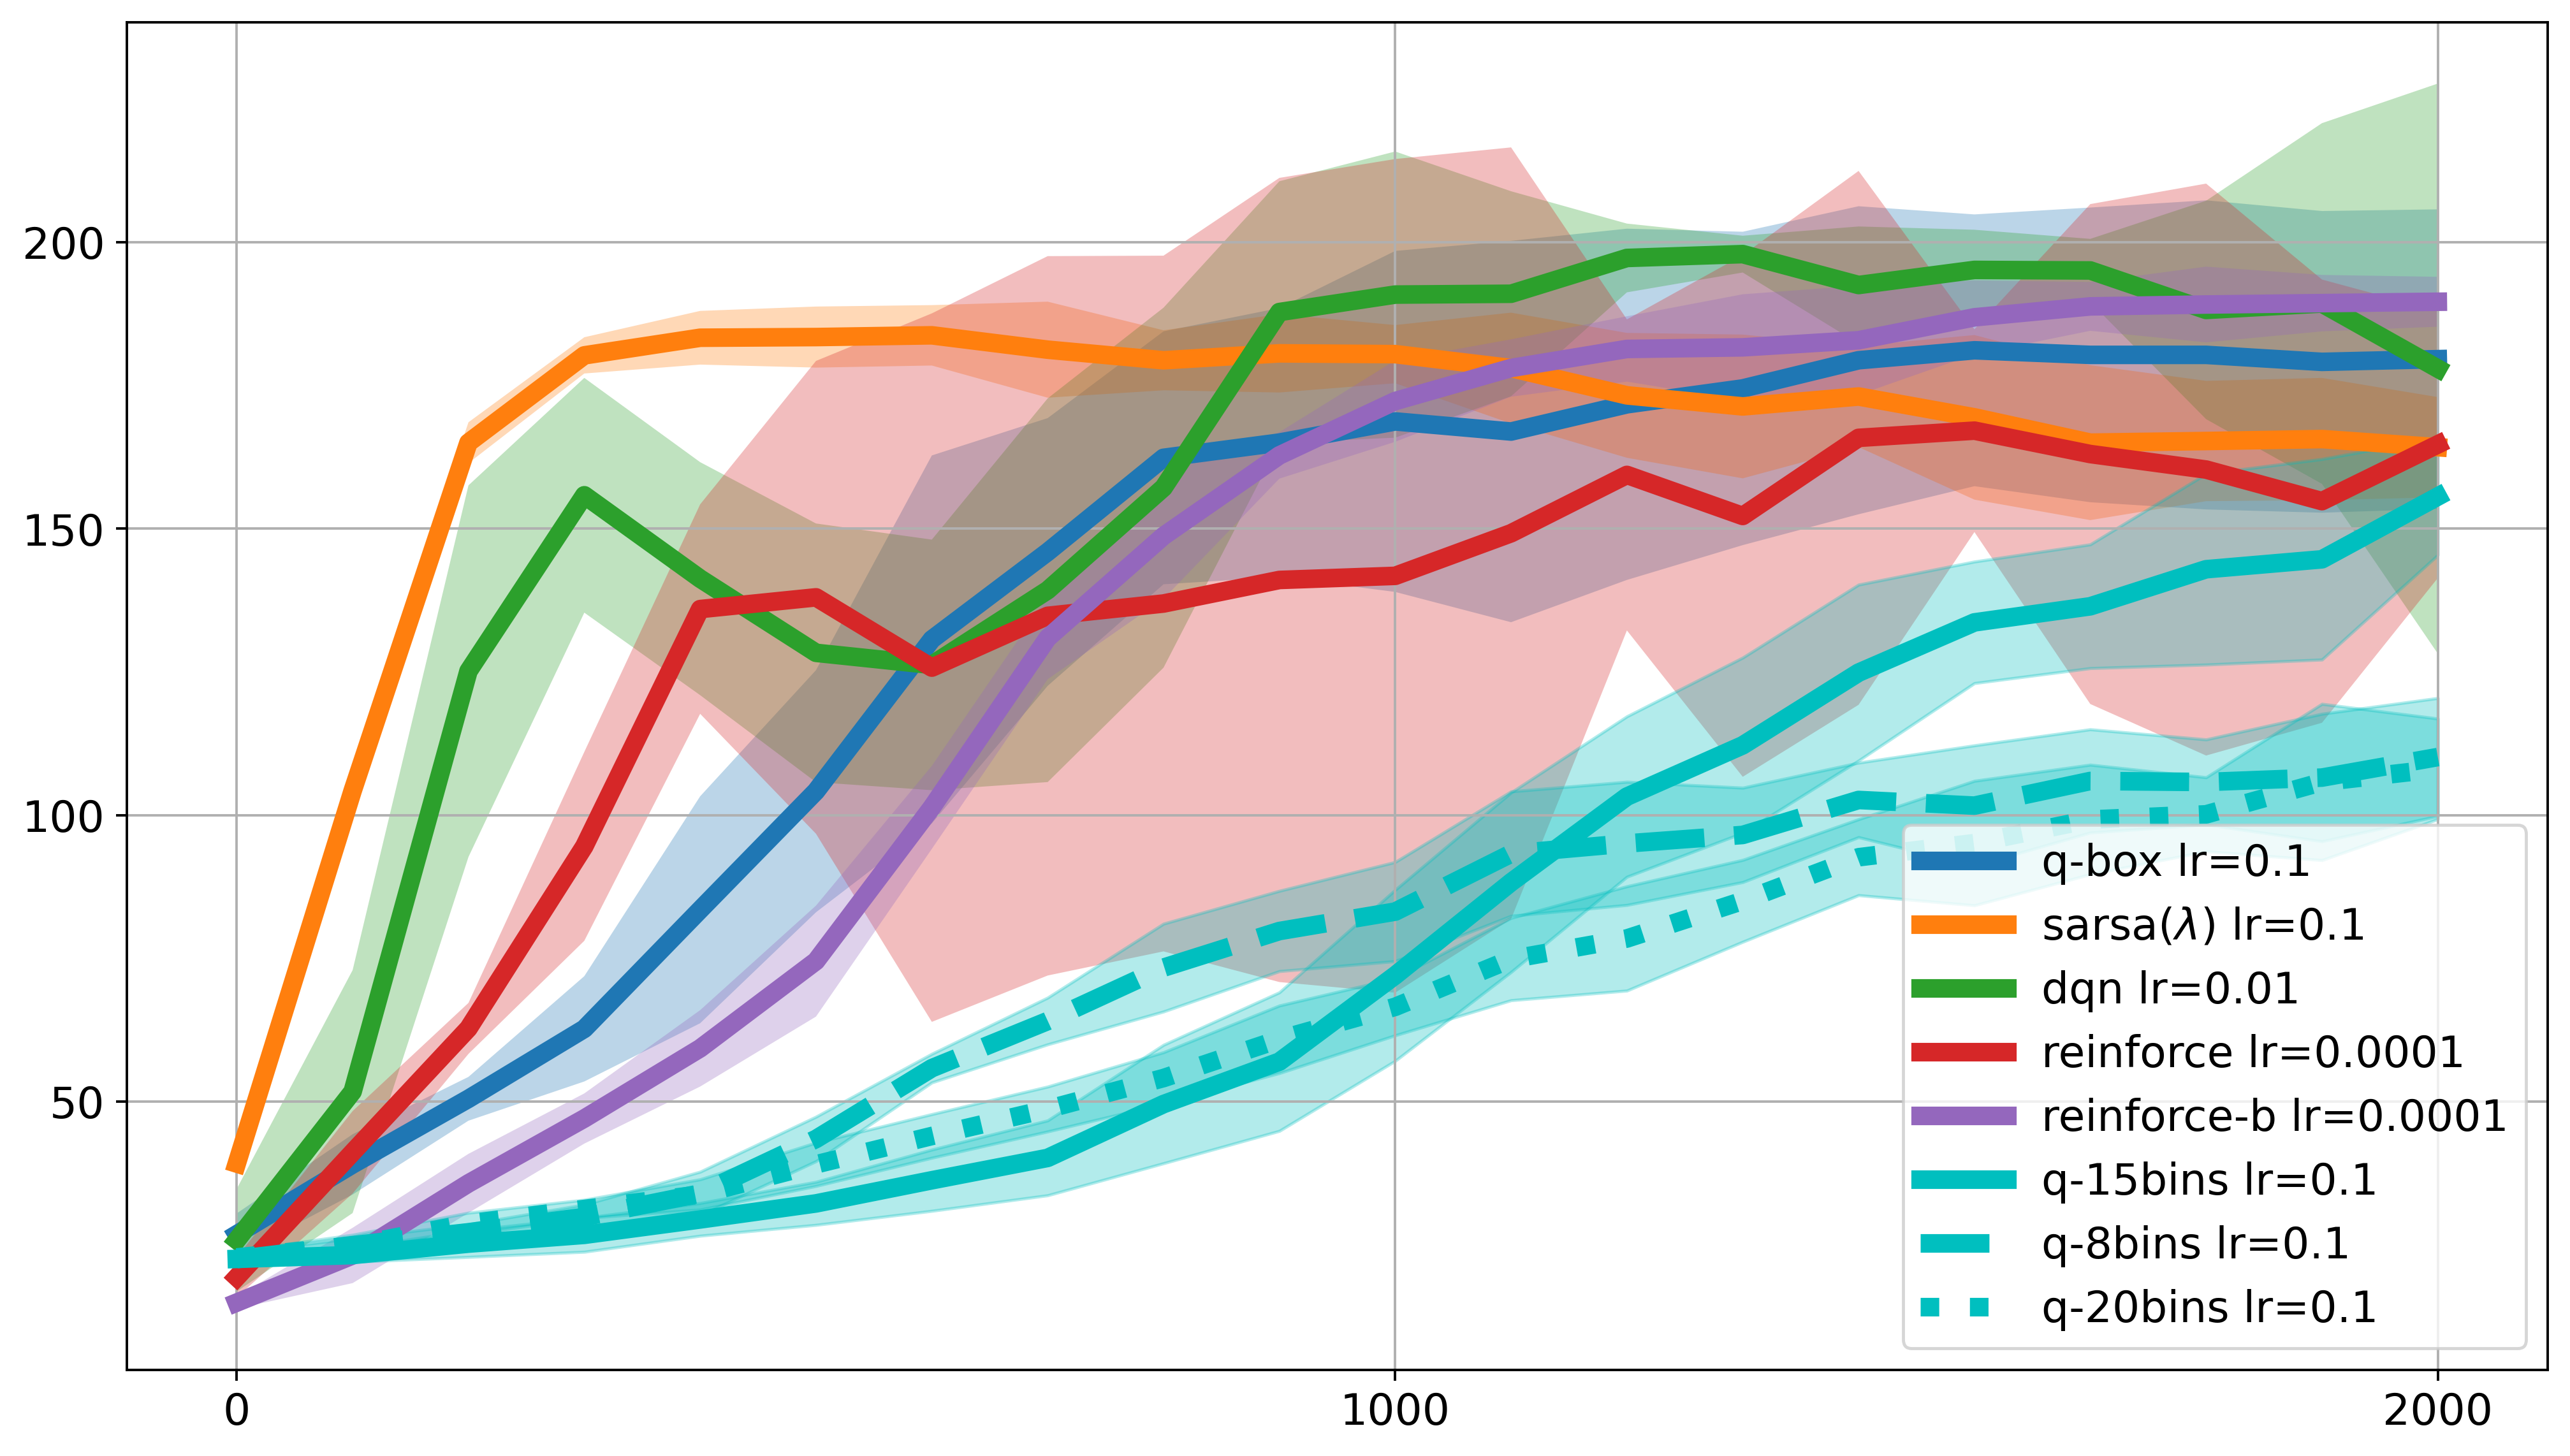 200
150
100
50
0
1000
2000
q-box lr=0.1
sarsa(λ) lr=0.1
dqn lr=0.01
reinforce lr=0.0001
reinforce-b lr=0.0001
q-15bins lr=0.1
q-8bins lr=0.1
q-20bins lr=0.1